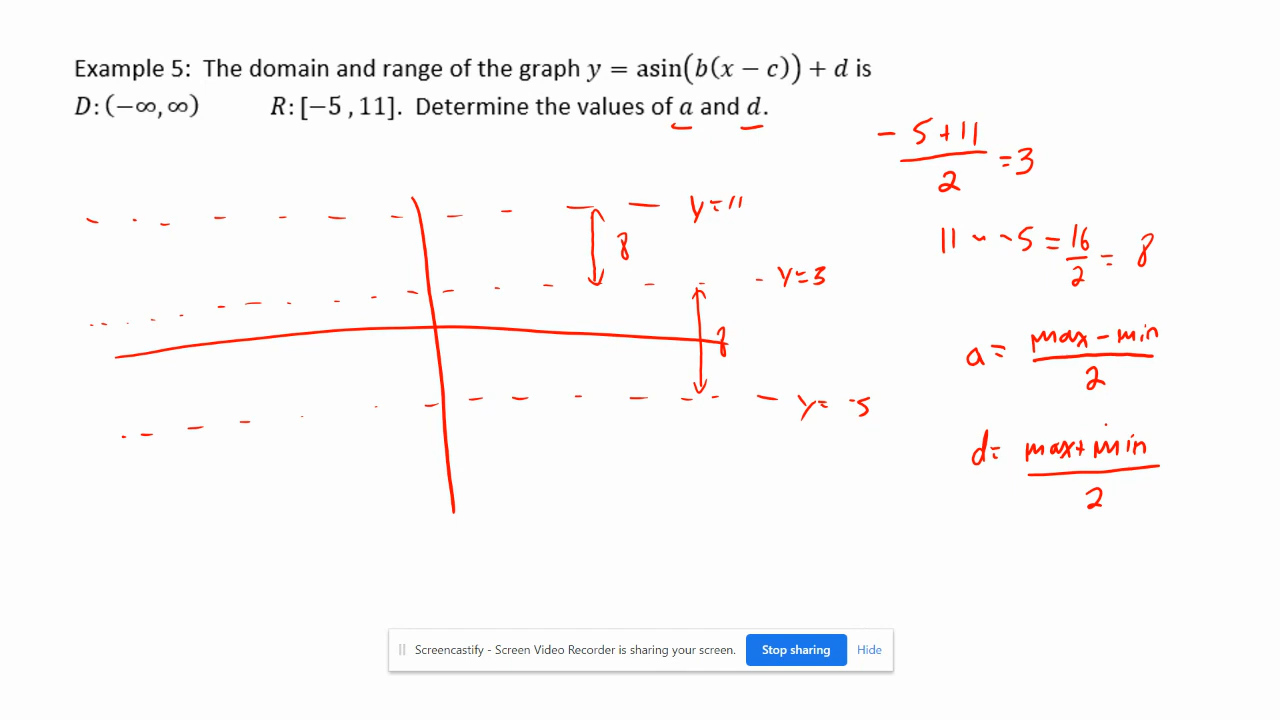 Example 5: The domain and range of the graph y = asin(b(x − c)) + d is
D: (−∞, ∞) R: [−5 , 11]. Determine the values of a and d.
- 5 + 11
2
= 3
y = 11
8
11 - -5 = 16
2
= 8
y = 3
8
a = max - min
2
y = -5
d = max + min
2
Screencastify - Screen Video Recorder is sharing your screen.
Stop sharing
Hide